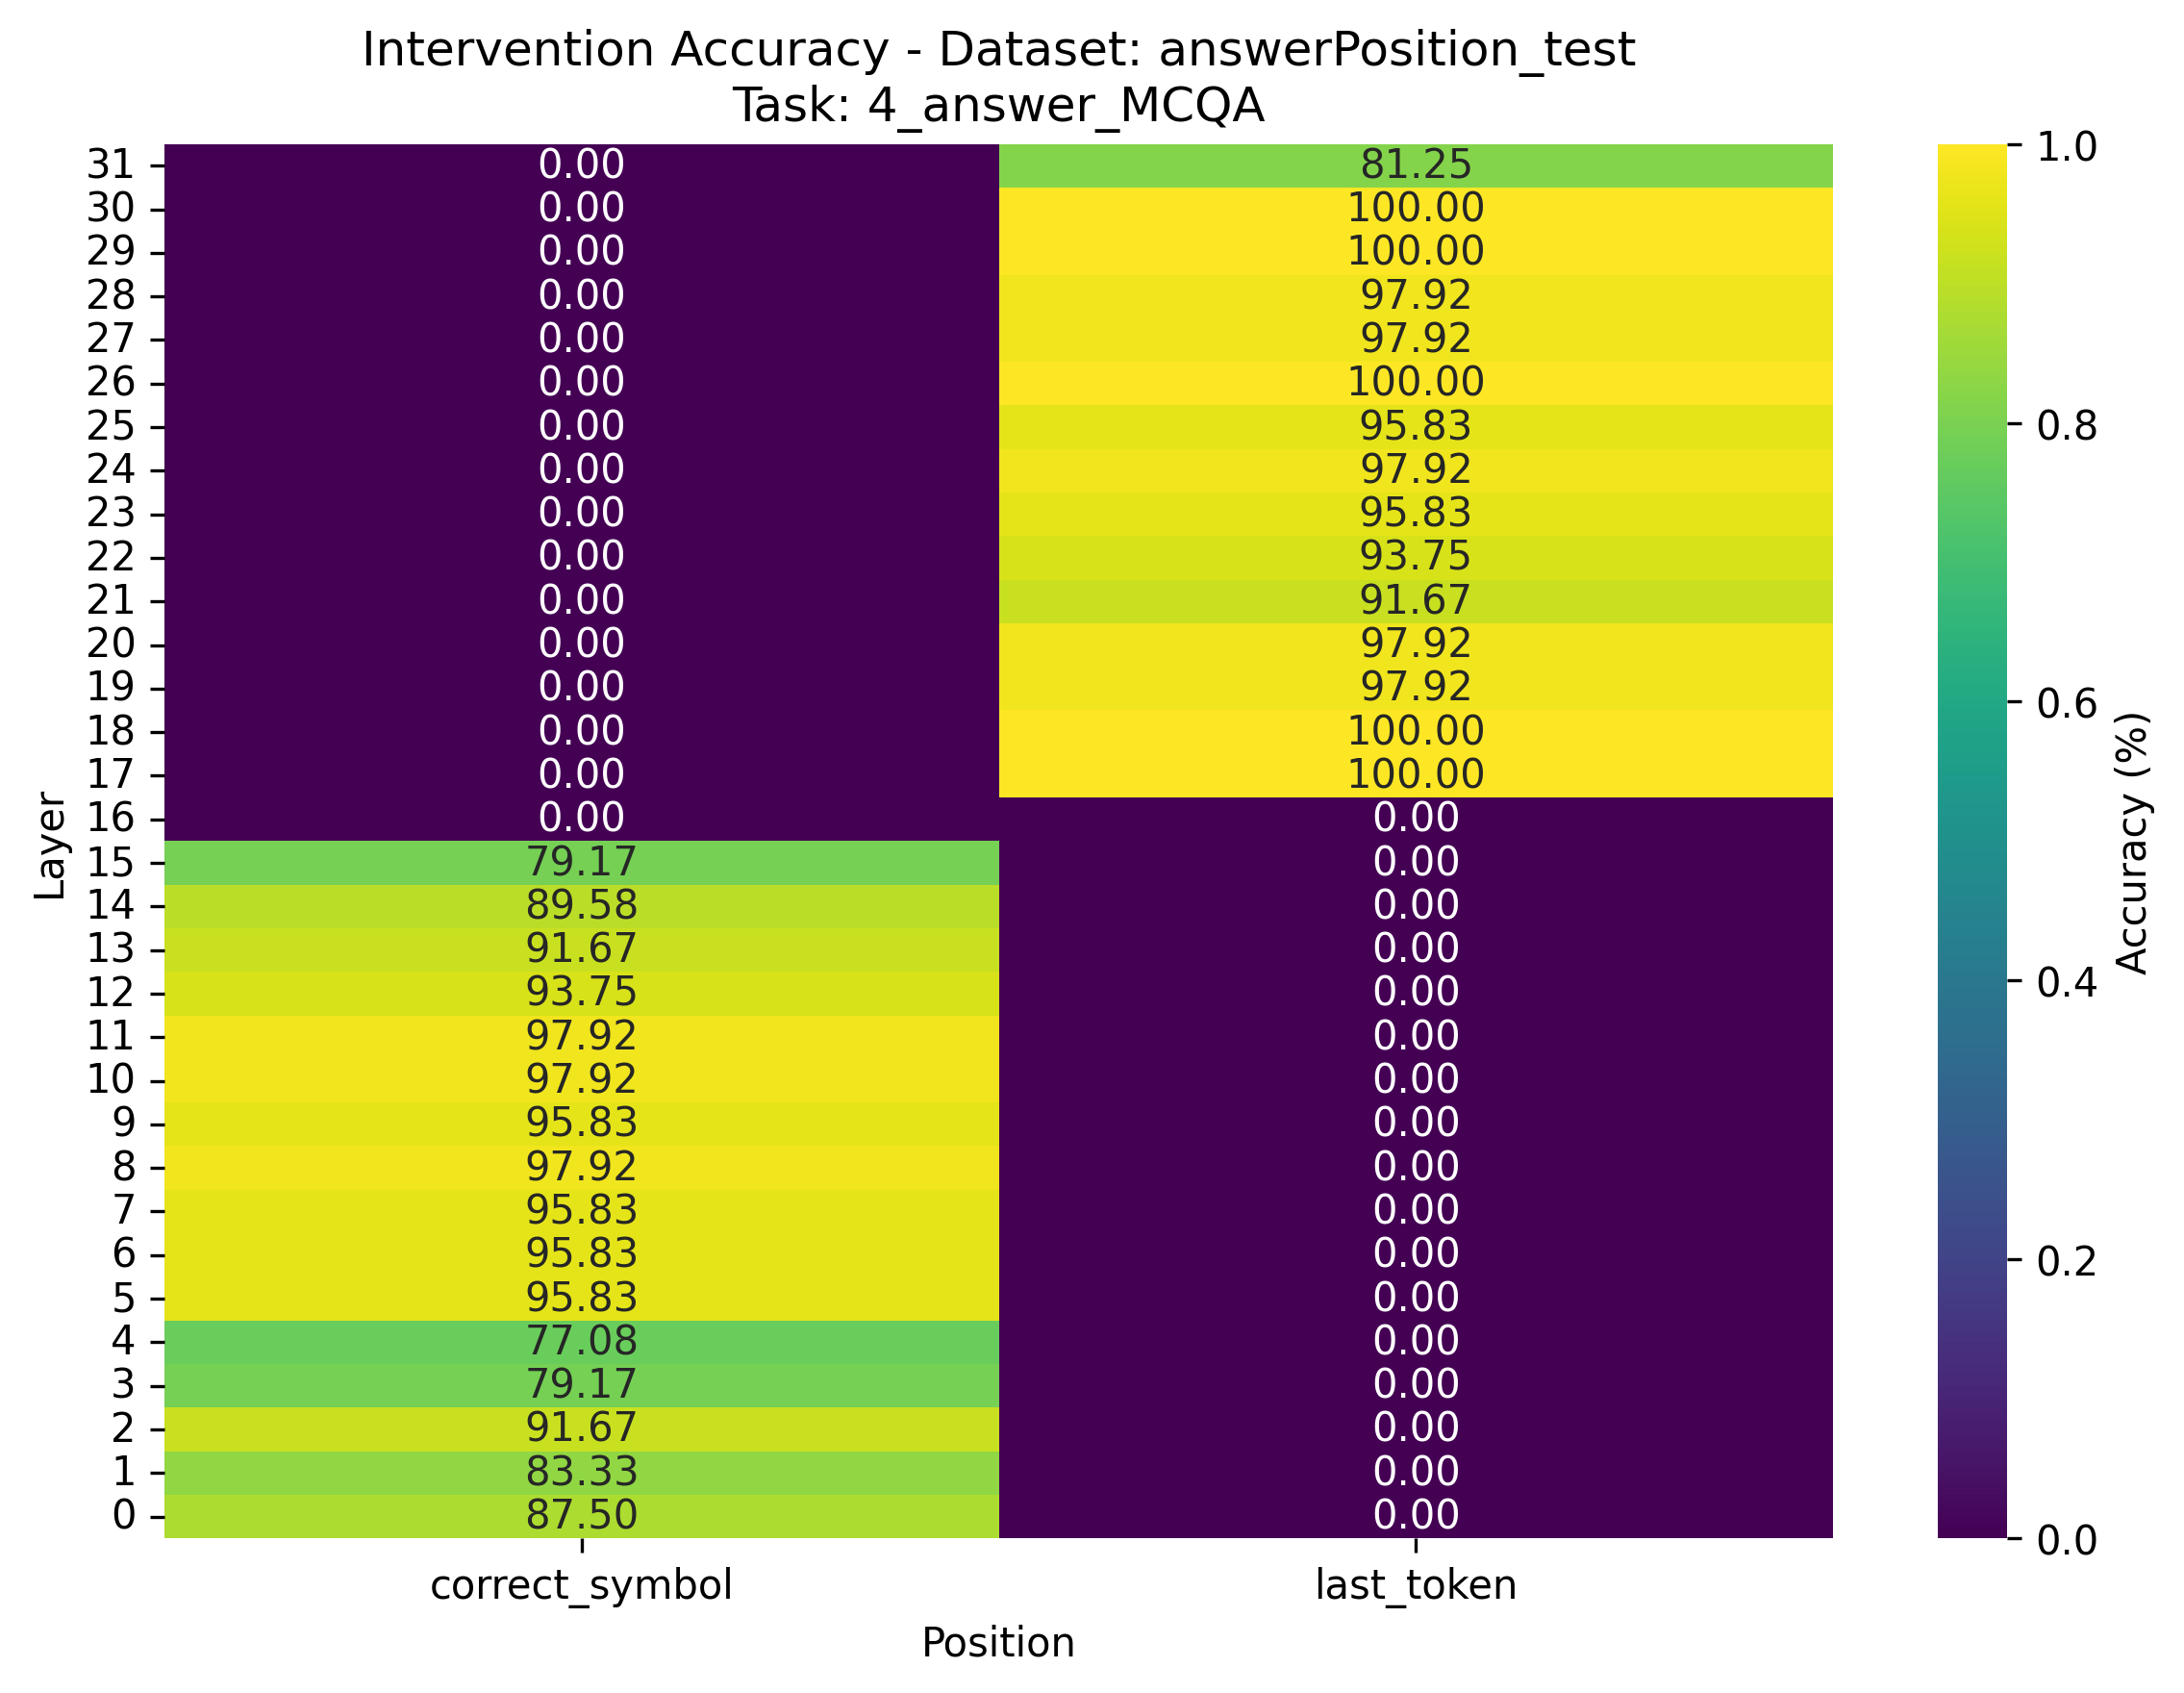 Intervention Accuracy - Dataset: answerPosition_test
Task: 4_answer_MCQA
31 0.00 81.25 1.0
30 0.00 100.00
29 0.00 100.00
28 0.00 97.92
27 0.00 97.92
26 0.00 100.00
25 0.00 95.83 0.8
24 0.00 97.92
23 0.00 95.83
22 0.00 93.75
21 0.00 91.67
20 0.00 97.92
19 0.00 97.92 0.6
18 0.00 100.00
17 0.00 100.00
16 0.00 0.00
15 79.17 0.00
14 89.58 0.00
13 91.67 0.00
12 93.75 0.00 0.4
11 97.92 0.00
10 97.92 0.00
9 95.83 0.00
8 97.92 0.00
7 95.83 0.00
6 95.83 0.00 0.2
5 95.83 0.00
4 77.08 0.00
3 79.17 0.00
2 91.67 0.00
1 83.33 0.00
0 87.50 0.00 0.0
Layer
Accuracy (%)
correct_symbol last_token
Position